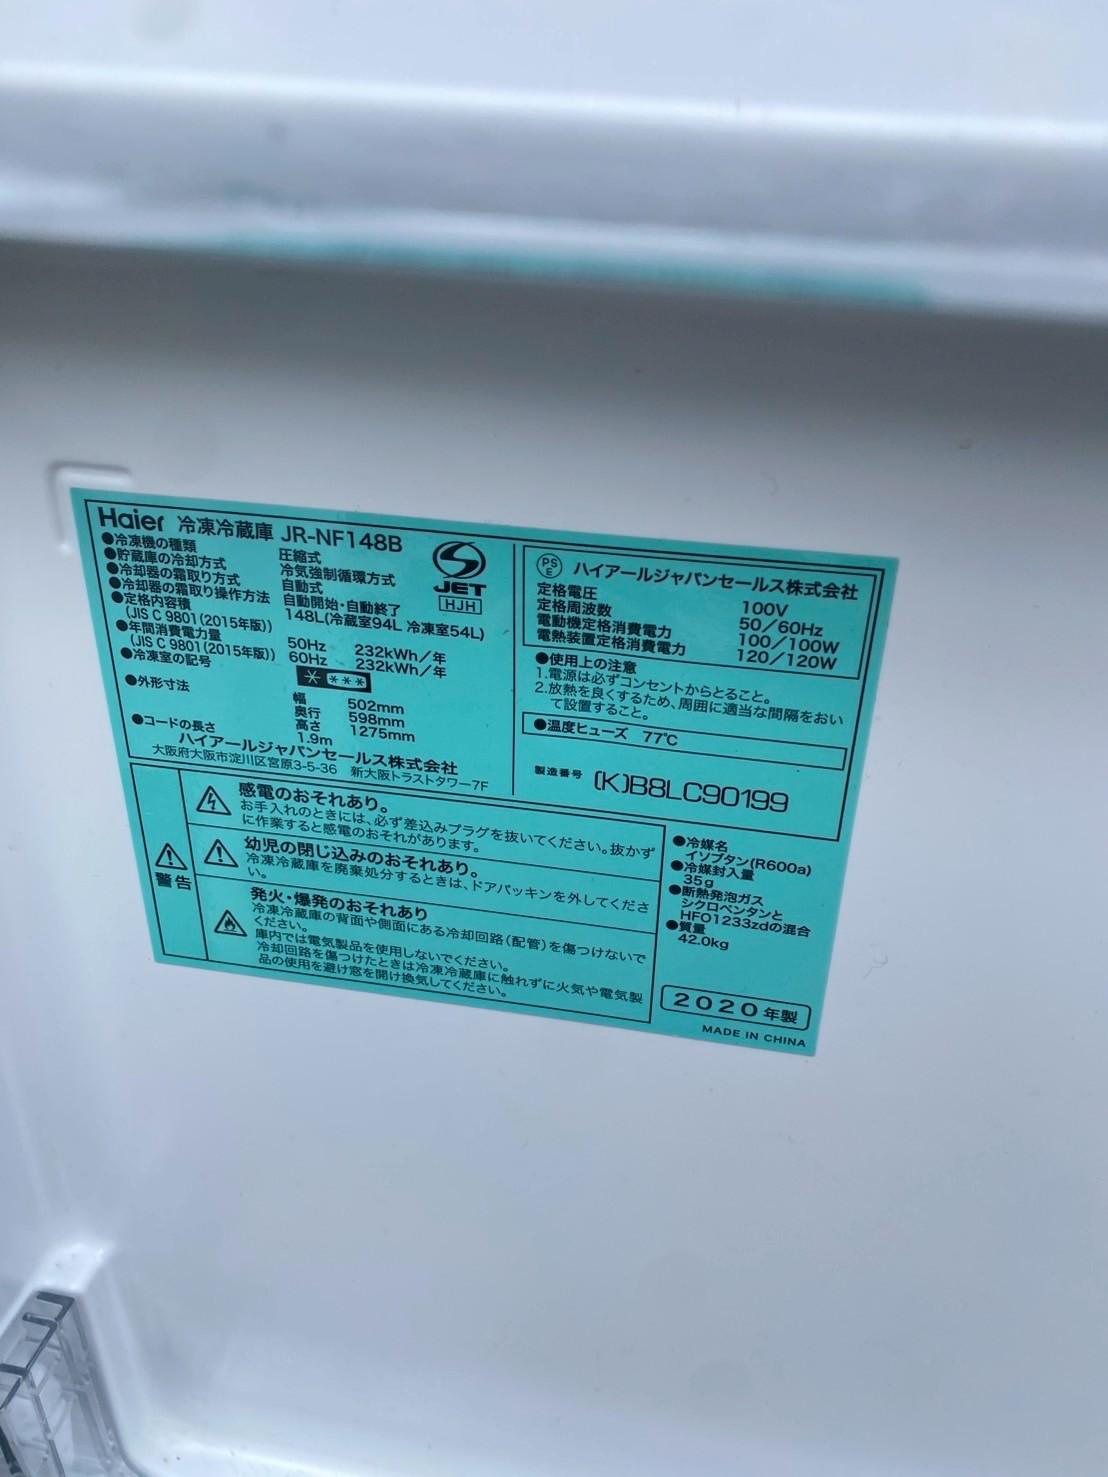 Haier 冷凍冷蔵庫 JR-NF148B
●冷凍機の種類 圧縮式
●貯蔵庫の冷却方式 冷気強制循環方式
●冷却器の霜取り方式 自動式
●冷却器の霜取り操作方法 自動開始・自動終了
●定格内容積 148L(冷蔵室94L 冷凍室54L)
(JIS C 9801(2015年版))
●年間消費電力量 50Hz 232kWh/年
(JIS C 9801(2015年版)) 60Hz 232kWh/年
●冷凍室の記号 * ***
●外形寸法 幅 502mm
奥行 598mm
高さ 1275mm
●コードの長さ 1.9m
ハイアールジャパンセールス株式会社
大阪府大阪市淀川区宮原3-5-36 新大阪トラストタワー7F
JET
HJH
PS
E
ハイアールジャパンセールス株式会社
定格電圧 100V
定格周波数 50/60Hz
電動機定格消費電力 100/100W
電熱装置定格消費電力 120/120W
●使用上の注意
1.電源は必ずコンセントからとること。
2.放熱を良くするため、周囲に適当な間隔をおい
て設置すること。
●温度ヒューズ 77℃
製造番号 (K)B8LC90199
警告
感電のおそれあり。
お手入れのときには、必ず差込みプラグを抜いてください。抜かず
に作業すると感電のおそれがあります。
幼児の閉じ込みのおそれあり。
冷凍冷蔵庫を廃棄処分するときは、ドアパッキンを外してくださ
い。
発火・爆発のおそれあり
冷凍冷蔵庫の背面や側面にある冷却回路(配管)を傷つけないで
ください。
庫内では電気製品を使用しないでください。
冷却回路を傷つけたときは冷凍冷蔵庫に触れずに火気や電気製
品の使用を避け窓を開け換気してください。
●冷媒名
イソブタン(R600a)
●冷媒封入量
35g
●断熱発泡ガス
シクロペンタンと
HFO1233zdの混合
●質量
42.0kg
2020年製
MADE IN CHINA